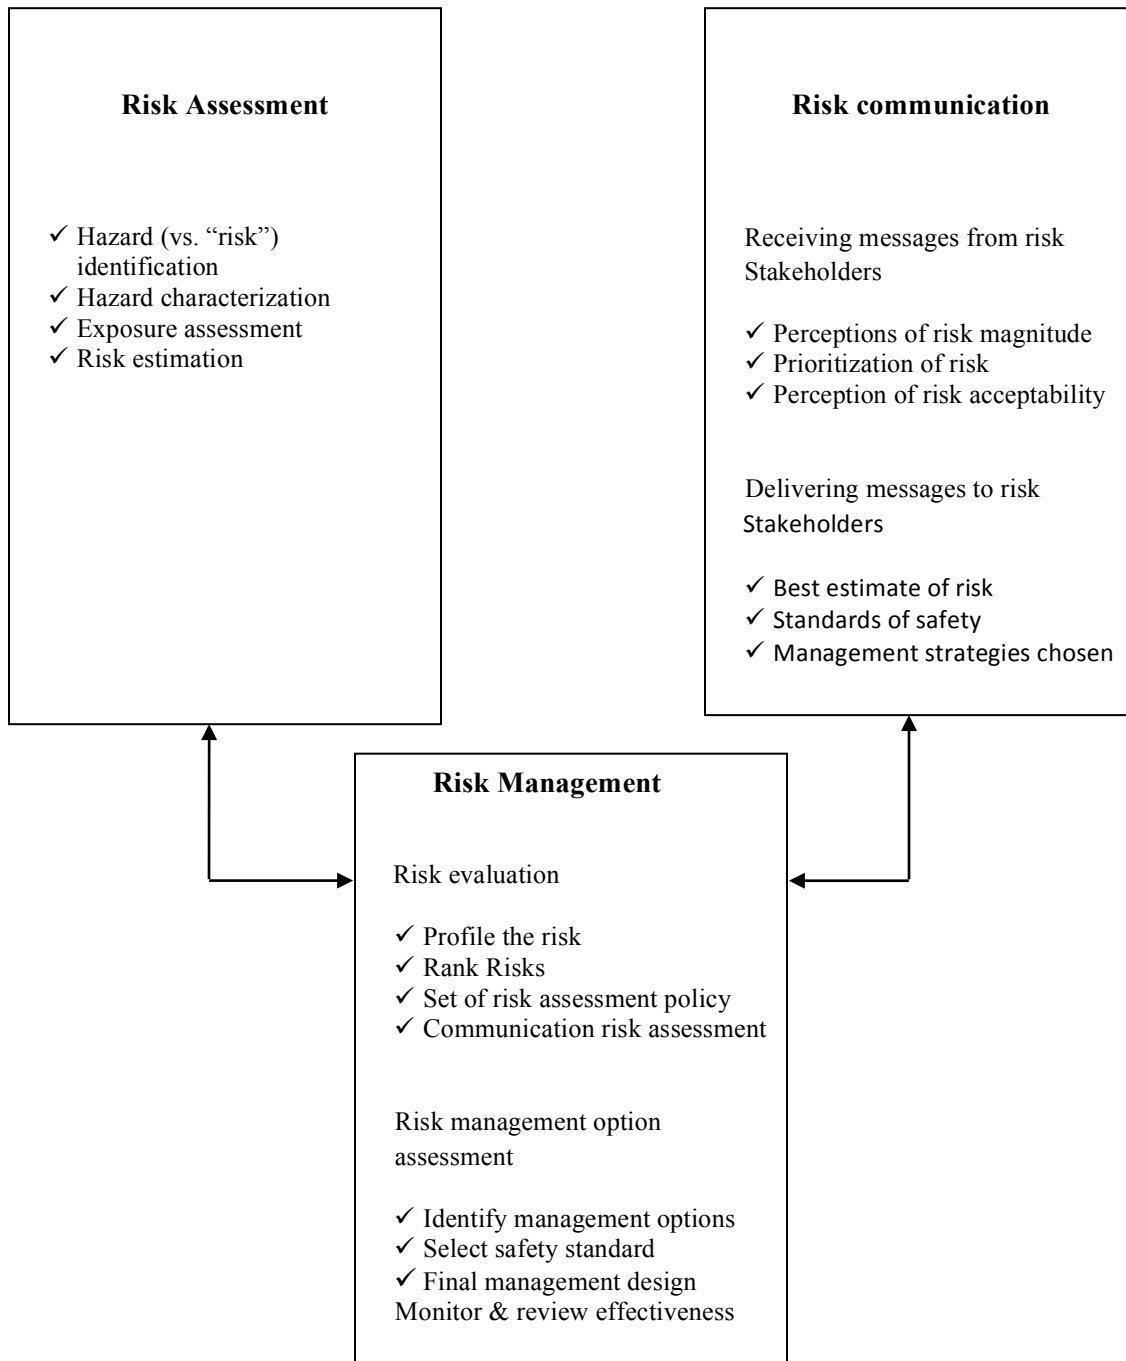 Risk Assessment
✓ Hazard (vs. “risk”)
identification
✓ Hazard characterization
✓ Exposure assessment
✓ Risk estimation
Risk communication
Receiving messages from risk
Stakeholders
✓ Perceptions of risk magnitude
✓ Prioritization of risk
✓ Perception of risk acceptability
Delivering messages to risk
Stakeholders
✓ Best estimate of risk
✓ Standards of safety
✓ Management strategies chosen
Risk Management
Risk evaluation
✓ Profile the risk
✓ Rank Risks
✓ Set of risk assessment policy
✓ Communication risk assessment
Risk management option
assessment
✓ Identify management options
✓ Select safety standard
✓ Final management design
Monitor & review effectiveness